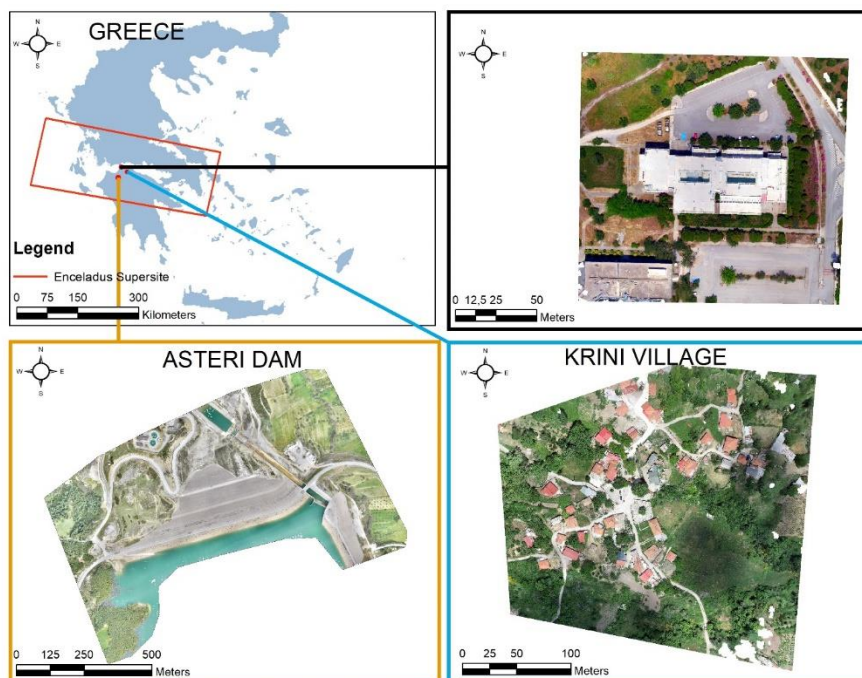 GREECE
N
W E
S
Legend
Enceladus Supersite
0 75 150 300
Kilometers
N
W E
S
0 12,5 25 50
Meters
ASTERI DAM
N
W E
S
0 125 250 500
Meters
KRINI VILLAGE
N
W E
S
0 25 50 100
Meters